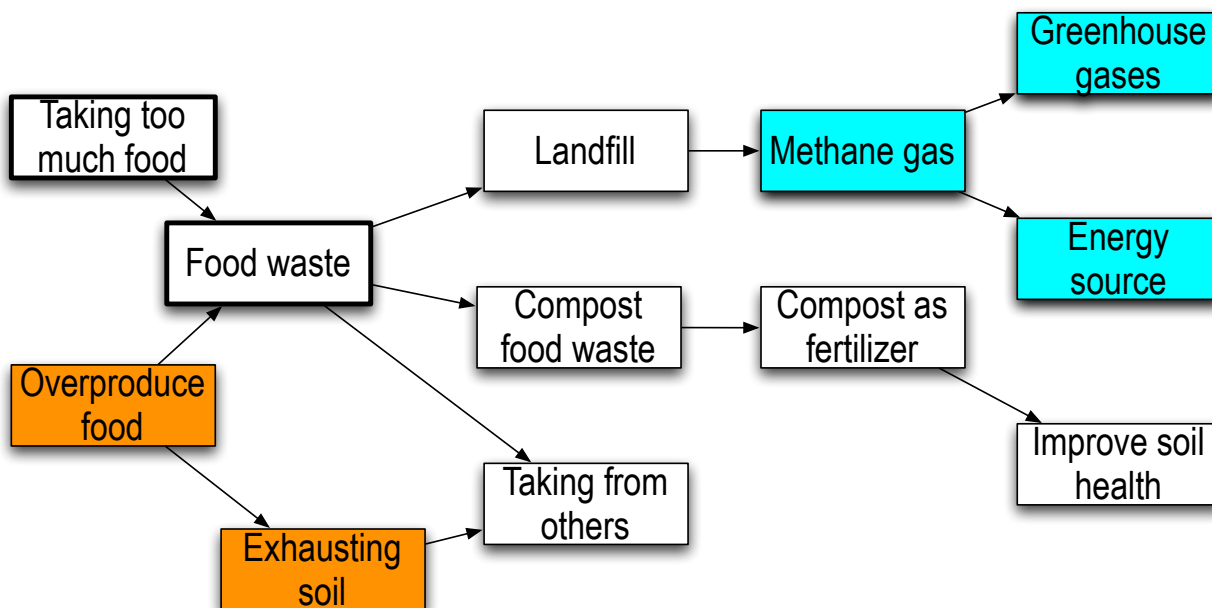 Greenhouse
gases
Taking too
much food
Landfill
Methane gas
Food waste
Energy
source
Compost
food waste
Compost as
fertilizer
Overproduce
food
Improve soil
health
Taking from
others
Exhausting
soil